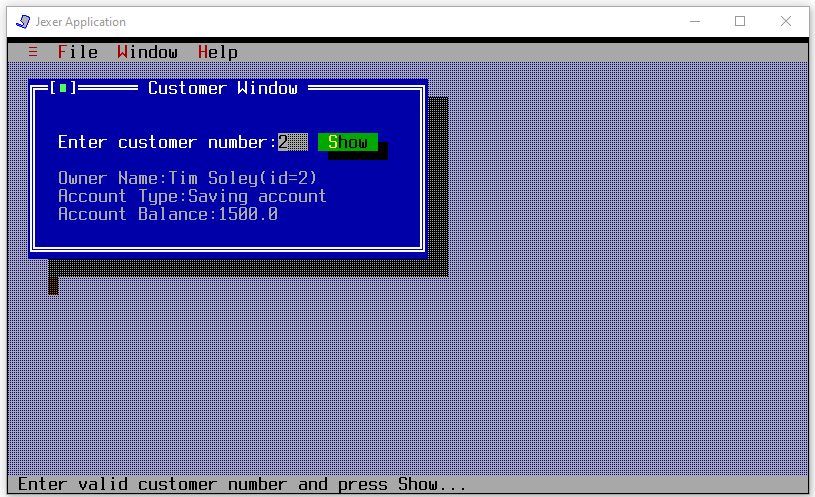 Jexer Application
File Window Help
Customer Window
Enter customer number:2 Show
Owner Name:Tim Soley(id=2)
Account Type:Saving account
Account Balance:1500.0
Enter valid customer number and press Show...